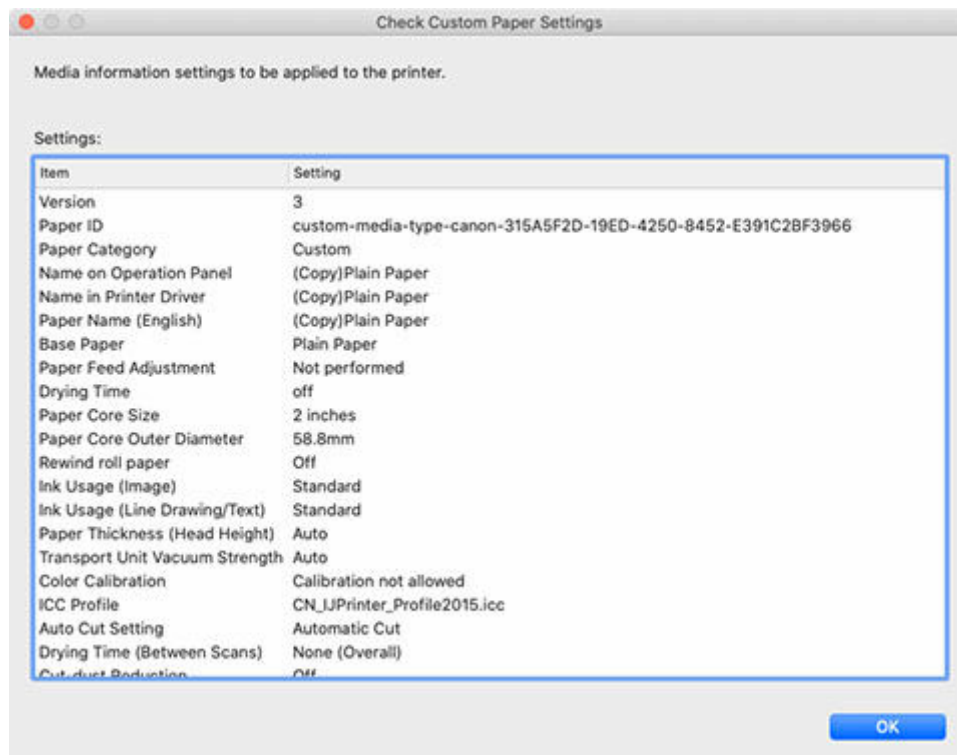 Check Custom Paper Settings
Media information settings to be applied to the printer.
Settings:
Item Setting
Version 3
Paper ID custom-media-type-canon-315A5F2D-19ED-4250-8452-E391C2BF3966
Paper Category Custom
Name on Operation Panel (Copy)Plain Paper
Name in Printer Driver (Copy)Plain Paper
Paper Name (English) (Copy)Plain Paper
Base Paper Plain Paper
Paper Feed Adjustment Not performed
Drying Time off
Paper Core Size 2 inches
Paper Core Outer Diameter 58.8mm
Rewind roll paper Off
Ink Usage (Image) Standard
Ink Usage (Line Drawing/Text) Standard
Paper Thickness (Head Height) Auto
Transport Unit Vacuum Strength Auto
Color Calibration Calibration not allowed
ICC Profile CN_IJPrinter_Profile2015.icc
Auto Cut Setting Automatic Cut
Drying Time (Between Scans) None (Overall)
Cut-dust Reduction Off
OK